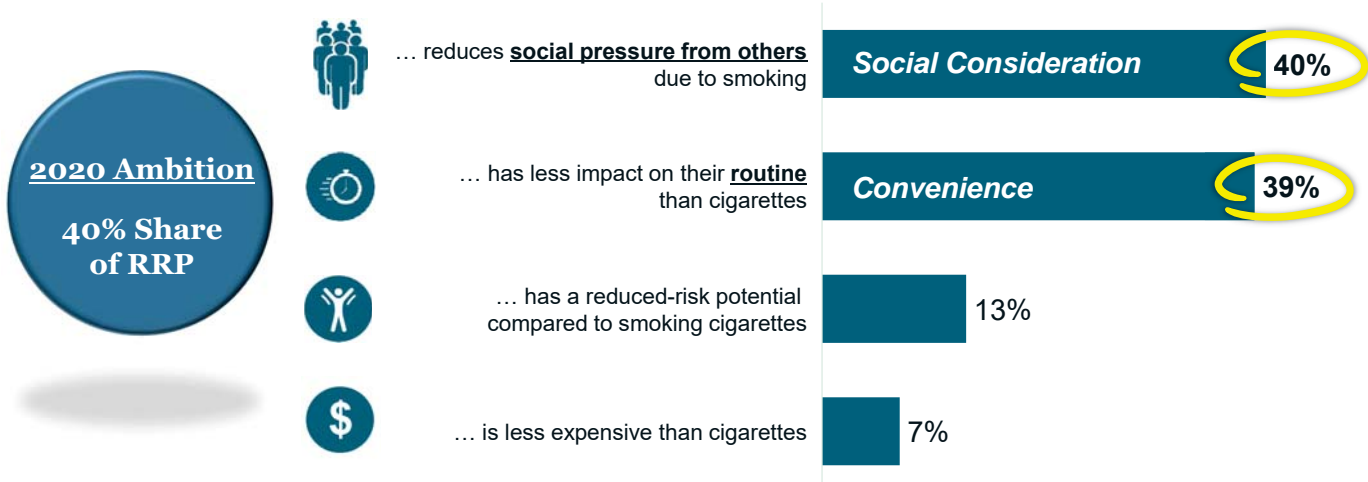 2020 Ambition
40% Share
of RRP
… reduces social pressure from others
due to smoking
Social Consideration
40%
… has less impact on their routine
than cigarettes
Convenience
39%
… has a reduced-risk potential
compared to smoking cigarettes
13%
$
… is less expensive than cigarettes
7%